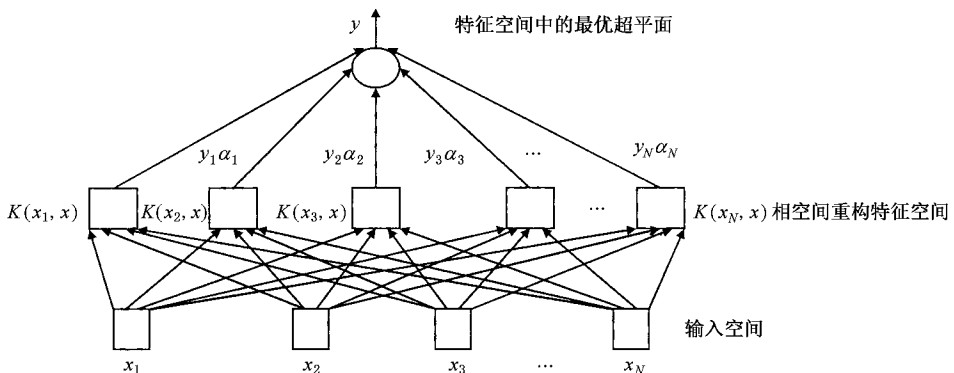 y 特征空间中的最优超平面
y₁α₁ y₂α₂ y₃α₃ ... y_Nα_N
K(x₁, x) K(x₂, x) K(x₃, x) ... K(x_N, x) 相空间重构特征空间
输入空间
x₁ x₂ x₃ ... x_N